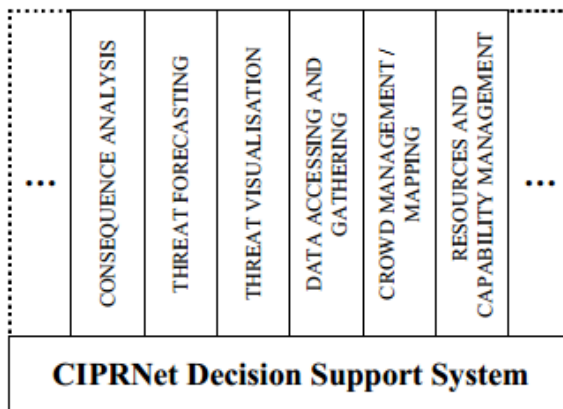 ...
CONSEQUENCE ANALYSIS
THREAT FORECASTING
THREAT VISUALISATION
DATA ACCESSING AND
GATHERING
CROWD MANAGEMENT /
MAPPING
RESOURCES AND
CAPABILITY MANAGEMENT
...
CIPRNet Decision Support System